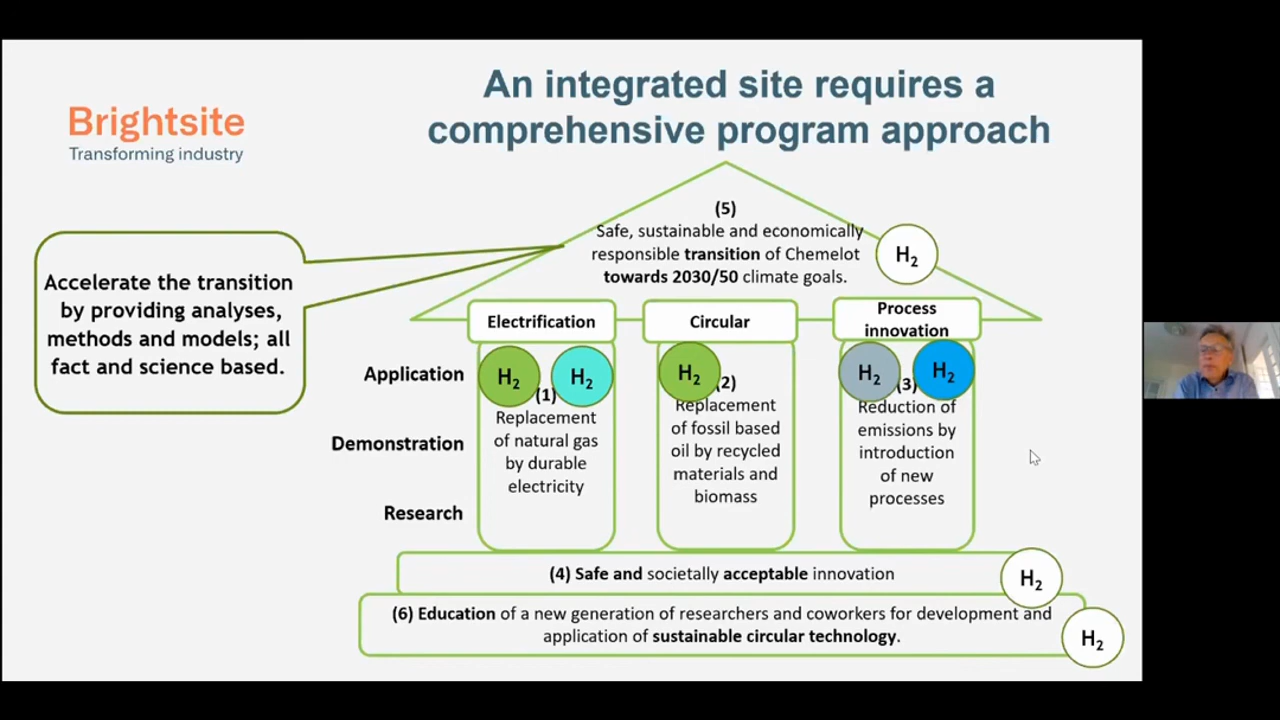 An integrated site requires a
comprehensive program approach
Brightsite
Transforming industry
(5)
Safe, sustainable and economically
responsible transition of Chemelot
towards 2030/50 climate goals.
H2
Accelerate the transition
by providing analyses,
methods and models; all
fact and science based.
Electrification
Circular
Process
innovation
Application
Demonstration
Research
H2
H2
(1)
Replacement
of natural gas
by durable
electricity
H2
(2)
Replacement
of fossil based
oil by recycled
materials and
biomass
H2
H2
(3)
Reduction of
emissions by
introduction
of new
processes
(4) Safe and societally acceptable innovation
H2
(6) Education of a new generation of researchers and coworkers for development and
application of sustainable circular technology.
H2